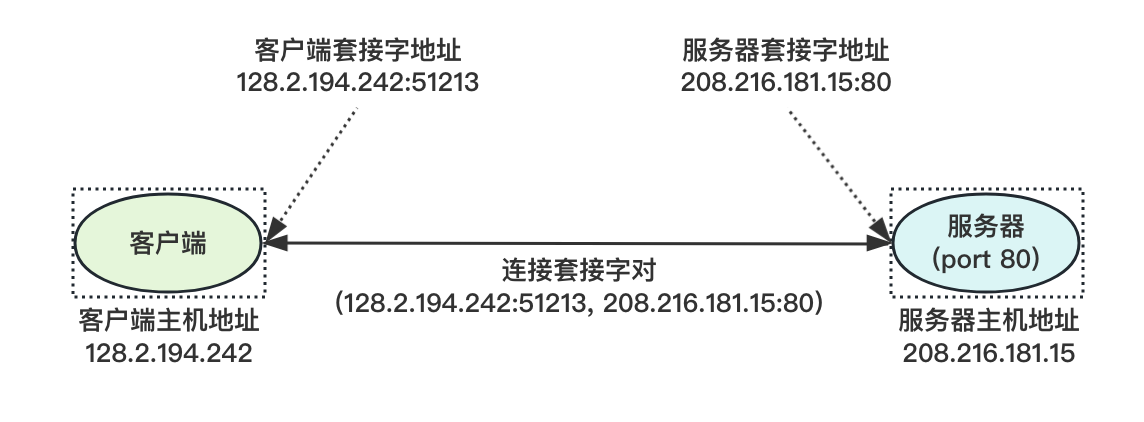 客户端套接字地址
128.2.194.242:51213
服务器套接字地址
208.216.181.15:80
客户端
服务器
(port 80)
连接套接字对
(128.2.194.242:51213, 208.216.181.15:80)
客户端主机地址
128.2.194.242
服务器主机地址
208.216.181.15